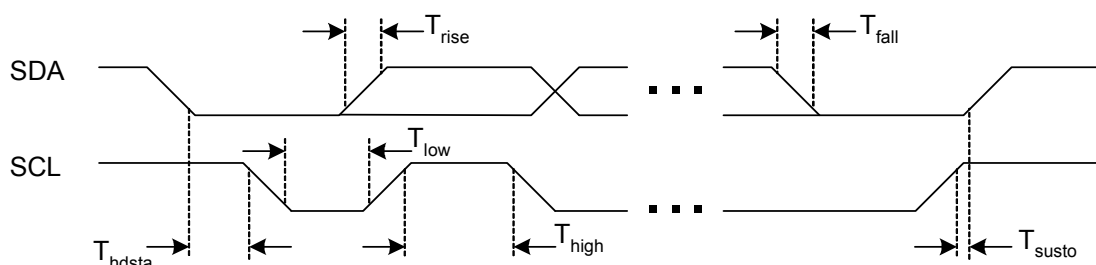 T_rise
T_fall
SDA
T_low
SCL
T_hdsta
T_high
T_susto